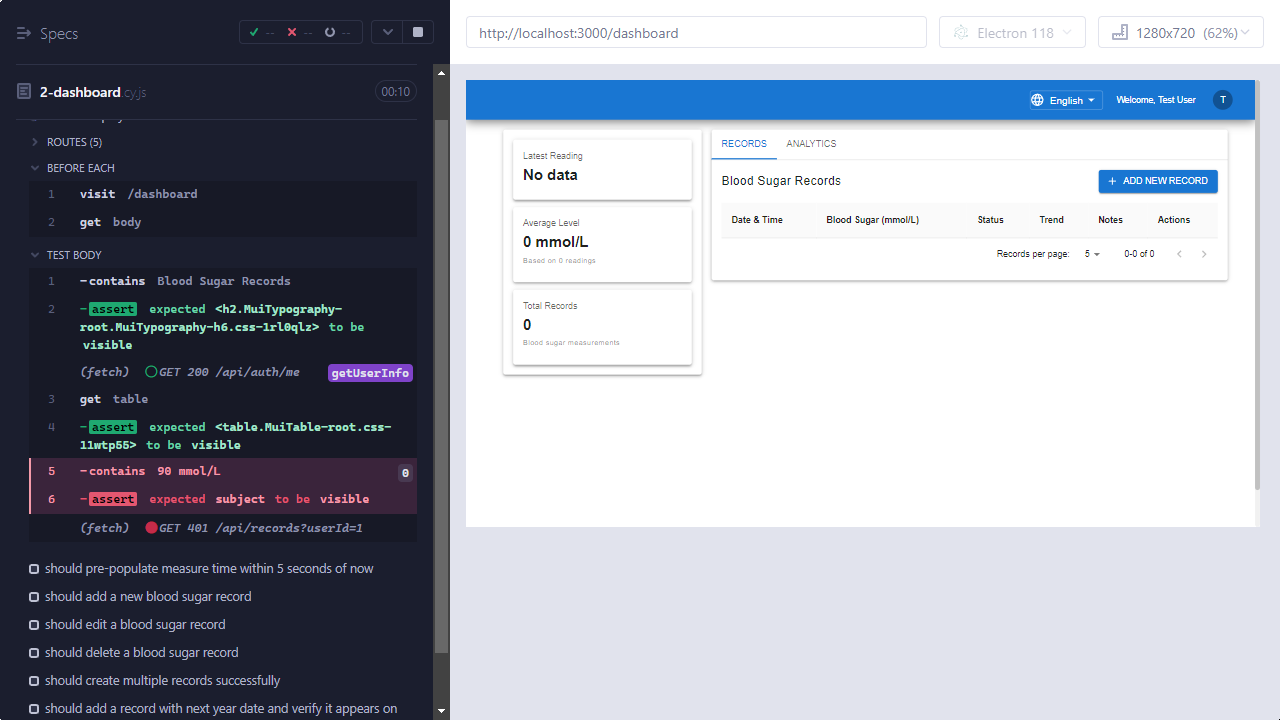 Specs
--
--
--
2-dashboard.cy.js
00:10
ROUTES (5)
BEFORE EACH
1 visit /dashboard
2 get body
TEST BODY
1 -contains Blood Sugar Records
2 -assert expected <h2.MuiTypography-
root.MuiTypography-h6.css-1rl0qlz> to be
visible
(fetch) GET 200 /api/auth/me getUserInfo
3 get table
4 -assert expected <table.MuiTable-root.css-
11wtp55> to be visible
5 -contains 90 mmol/L 0
6 -assert expected subject to be visible
(fetch) GET 401 /api/records?userId=1
should pre-populate measure time within 5 seconds of now
should add a new blood sugar record
should edit a blood sugar record
should delete a blood sugar record
should create multiple records successfully
should add a record with next year date and verify it appears on
http://localhost:3000/dashboard
Electron 118
1280x720 (62%)
English
Welcome, Test User
T
Latest Reading
No data
Average Level
0 mmol/L
Based on 0 readings
Total Records
0
Blood sugar measurements
RECORDS ANALYTICS
Blood Sugar Records
+ ADD NEW RECORD
Date & Time Blood Sugar (mmol/L) Status Trend Notes Actions
Records per page: 5 0-0 of 0